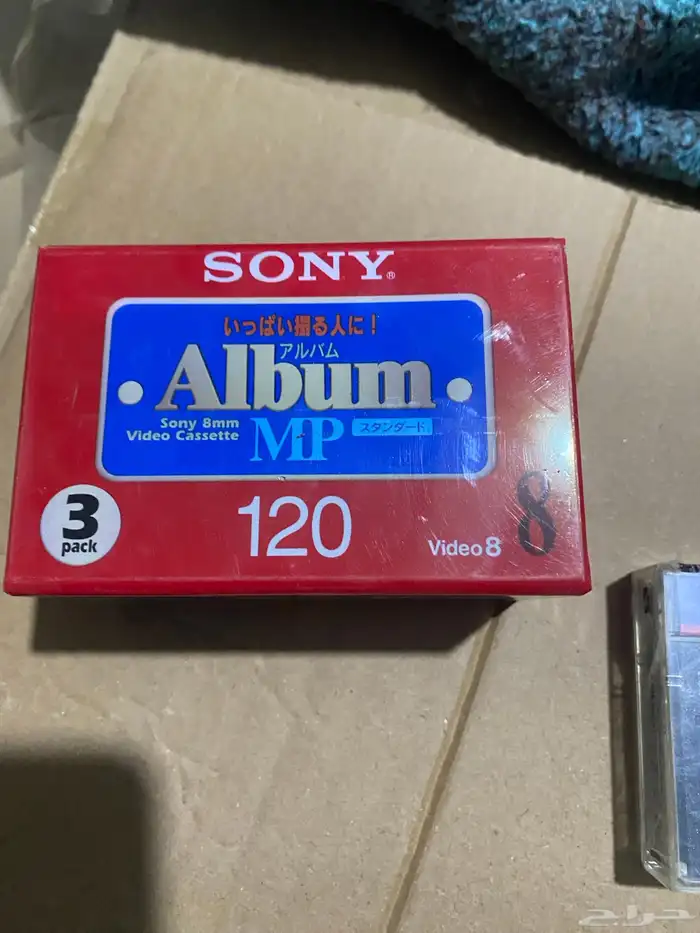 SONY®
いっぱい撮る人に!
アルバム
Album
Sony 8mm
Video Cassette
MP
スタンダード
3
pack
120
Video 8
8
حراج